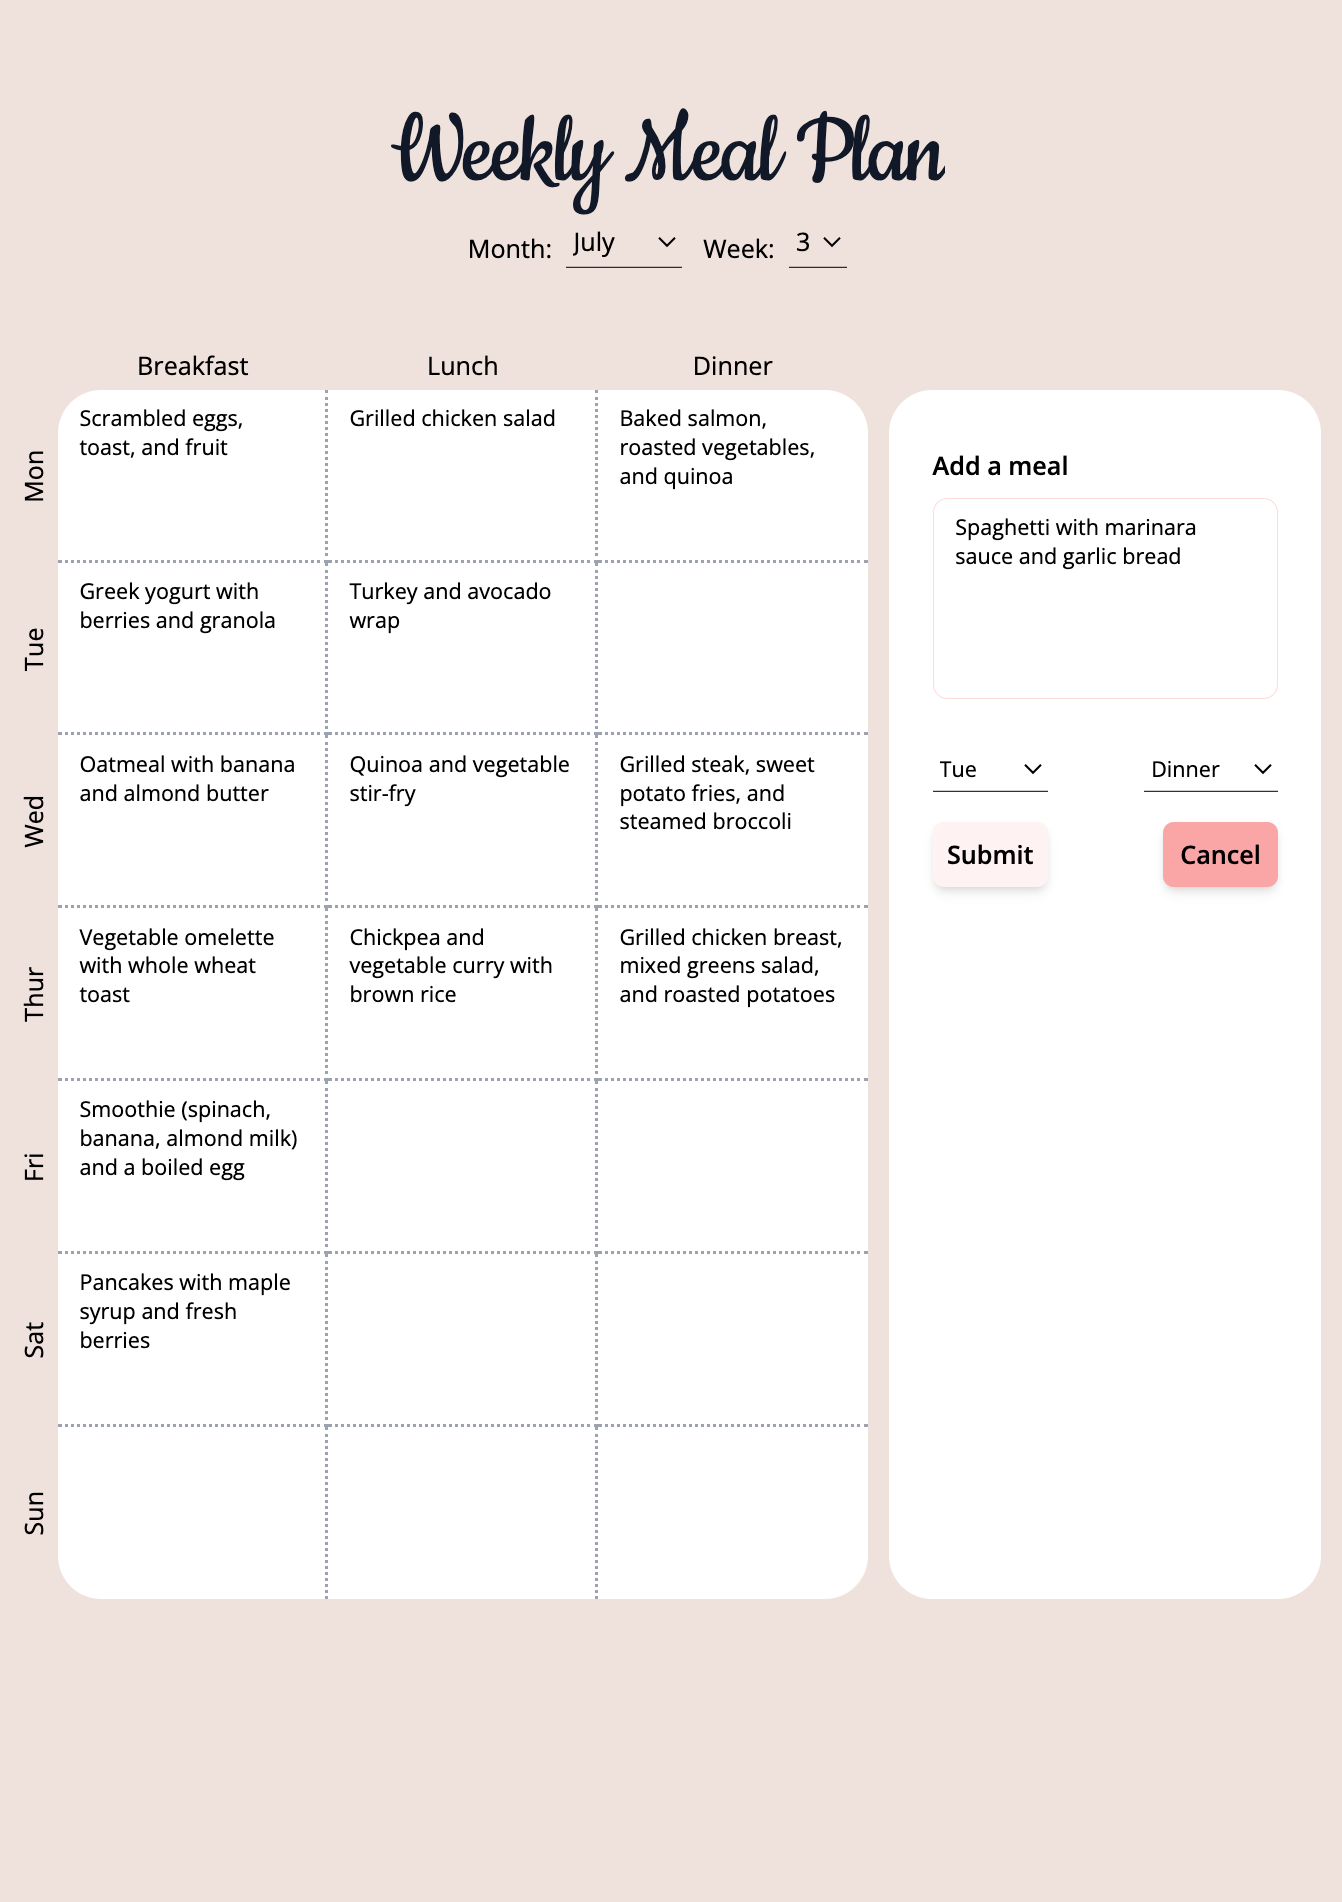 Weekly Meal Plan
Month: July Week: 3
Breakfast Lunch Dinner
Mon
Scrambled eggs,
toast, and fruit
Grilled chicken salad
Baked salmon,
roasted vegetables,
and quinoa
Tue
Greek yogurt with
berries and granola
Turkey and avocado
wrap
Wed
Oatmeal with banana
and almond butter
Quinoa and vegetable
stir-fry
Grilled steak, sweet
potato fries, and
steamed broccoli
Thur
Vegetable omelette
with whole wheat
toast
Chickpea and
vegetable curry with
brown rice
Grilled chicken breast,
mixed greens salad,
and roasted potatoes
Fri
Smoothie (spinach,
banana, almond milk)
and a boiled egg
Sat
Pancakes with maple
syrup and fresh
berries
Sun
Add a meal
Spaghetti with marinara
sauce and garlic bread
Tue Dinner
Submit Cancel